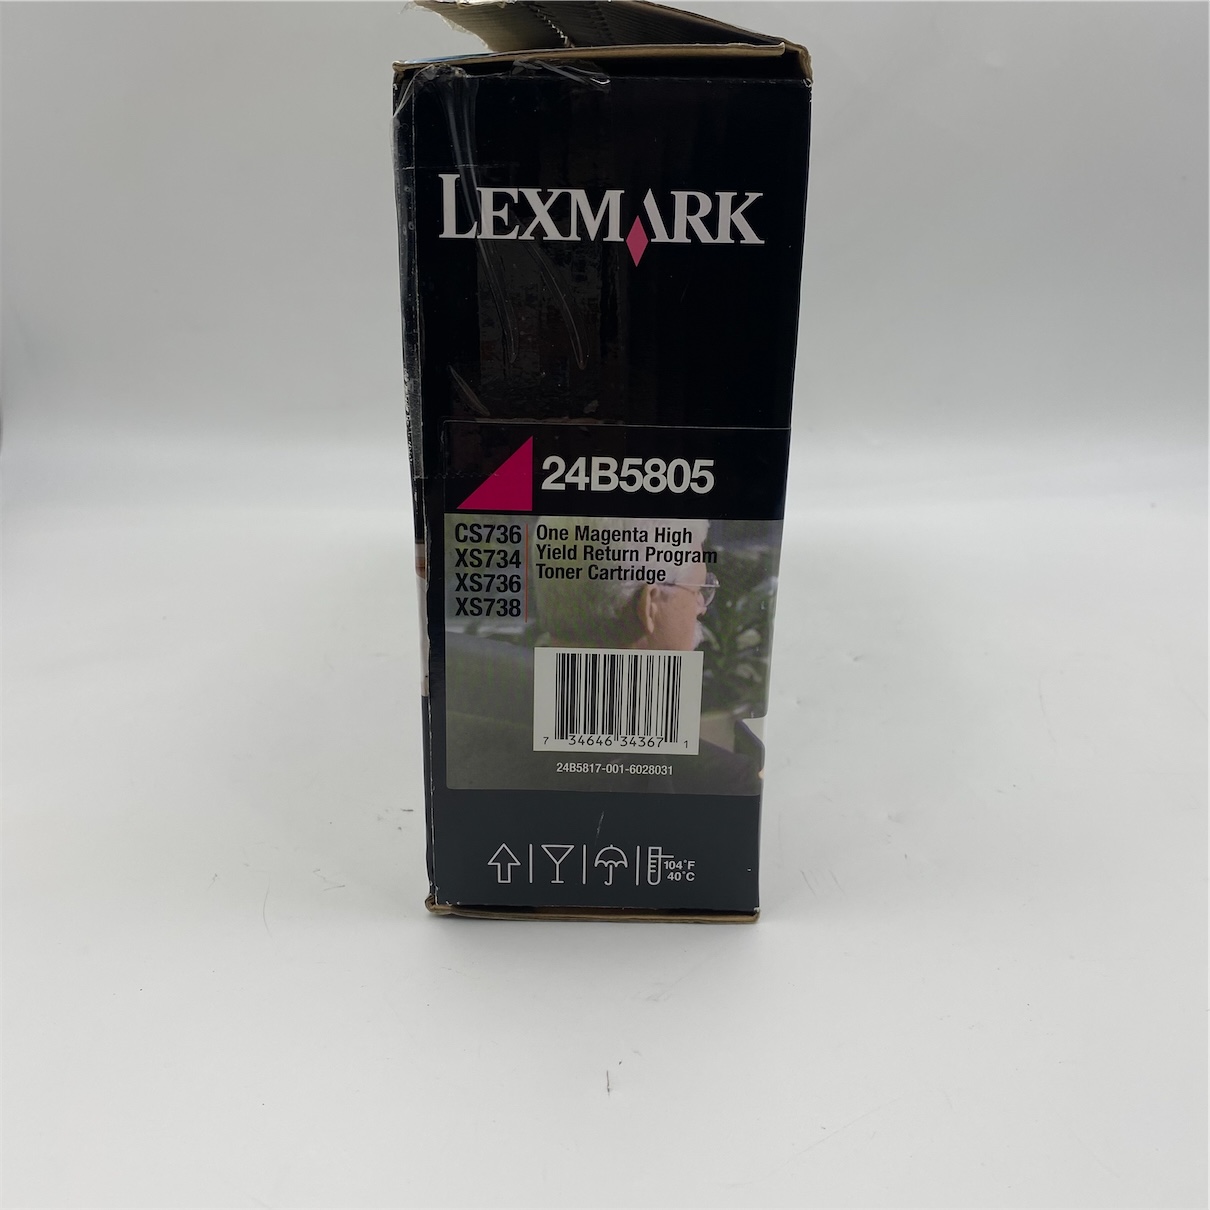 LEXMARK
24B5805
CS736
XS734
XS736
XS738
One Magenta High
Yield Return Program
Toner Cartridge
7 34646 34367 1
24B5817-001-6028031
104°F
40°C